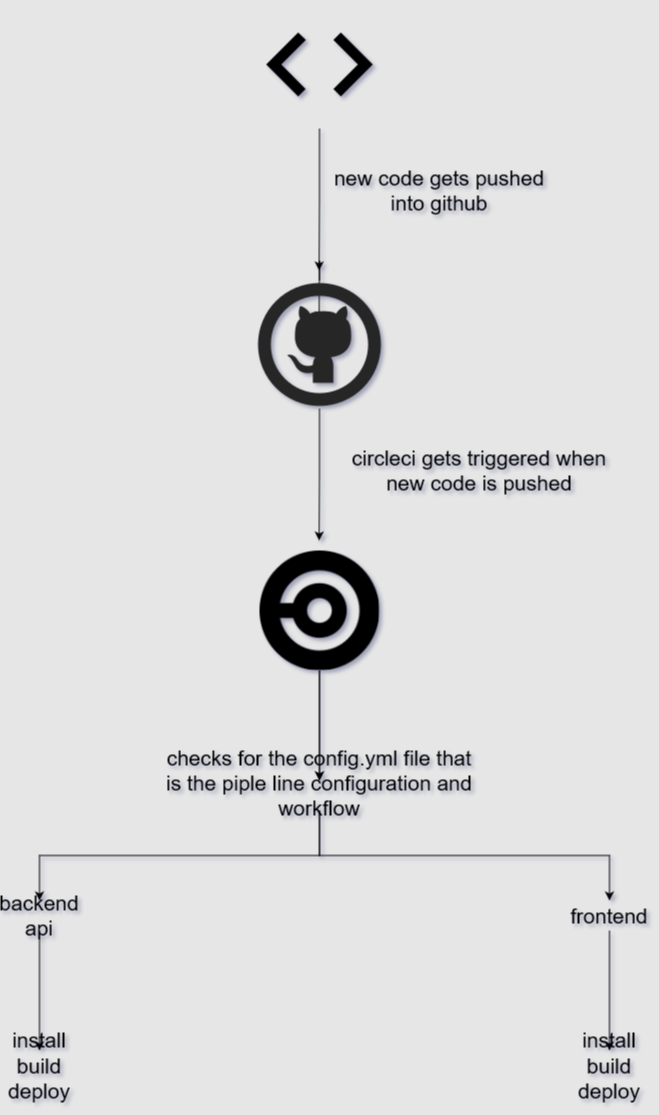 new code gets pushed
into github
circleci gets triggered when
new code is pushed
checks for the config.yml file that
is the piple line configuration and
workflow
backend
api
frontend
install
build
deploy
install
build
deploy